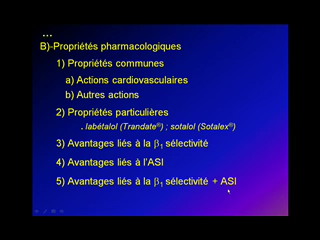 ...
B)-Propriétés pharmacologiques
1) Propriétés communes
a) Actions cardiovasculaires
b) Autres actions
2) Propriétés particulières
. labétalol (Trandate®) ; sotalol (Sotalex®)
3) Avantages liés à la β1 sélectivité
4) Avantages liés à l'ASI
5) Avantages liés à la β1 sélectivité + ASI